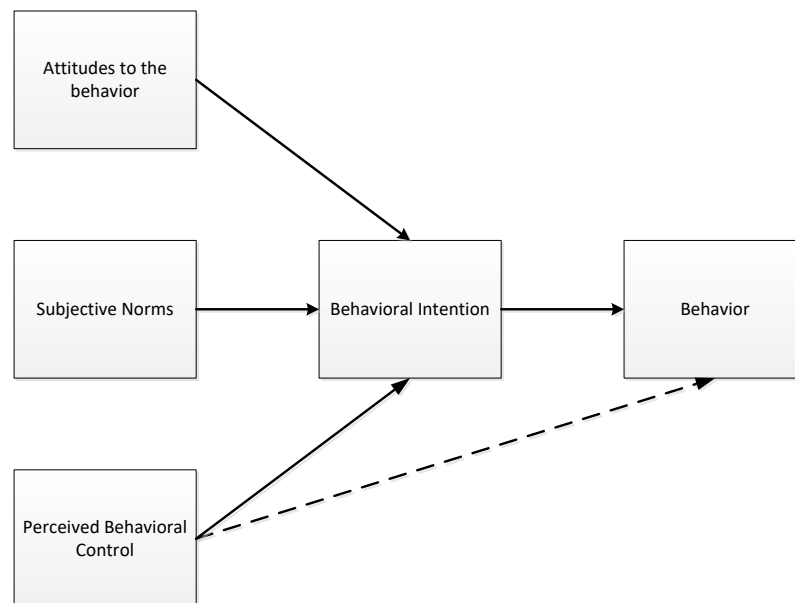 Attitudes to the
behavior
Subjective Norms
Behavioral Intention
Behavior
Perceived Behavioral
Control